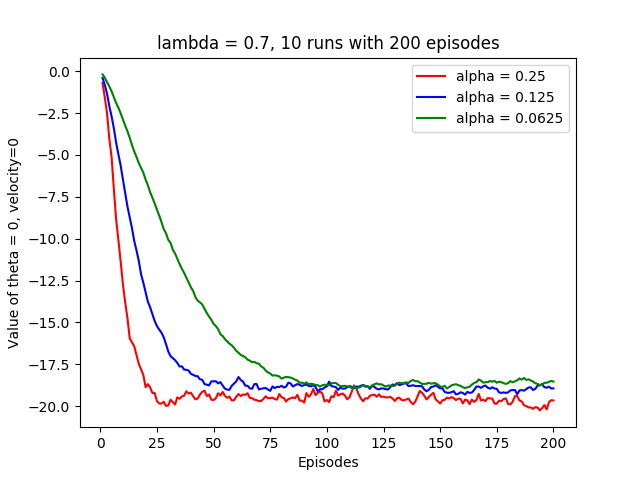 lambda = 0.7, 10 runs with 200 episodes
alpha = 0.25
alpha = 0.125
alpha = 0.0625
Value of theta = 0, velocity=0
0.0
−2.5
−5.0
−7.5
−10.0
−12.5
−15.0
−17.5
−20.0
0 25 50 75 100 125 150 175 200
Episodes